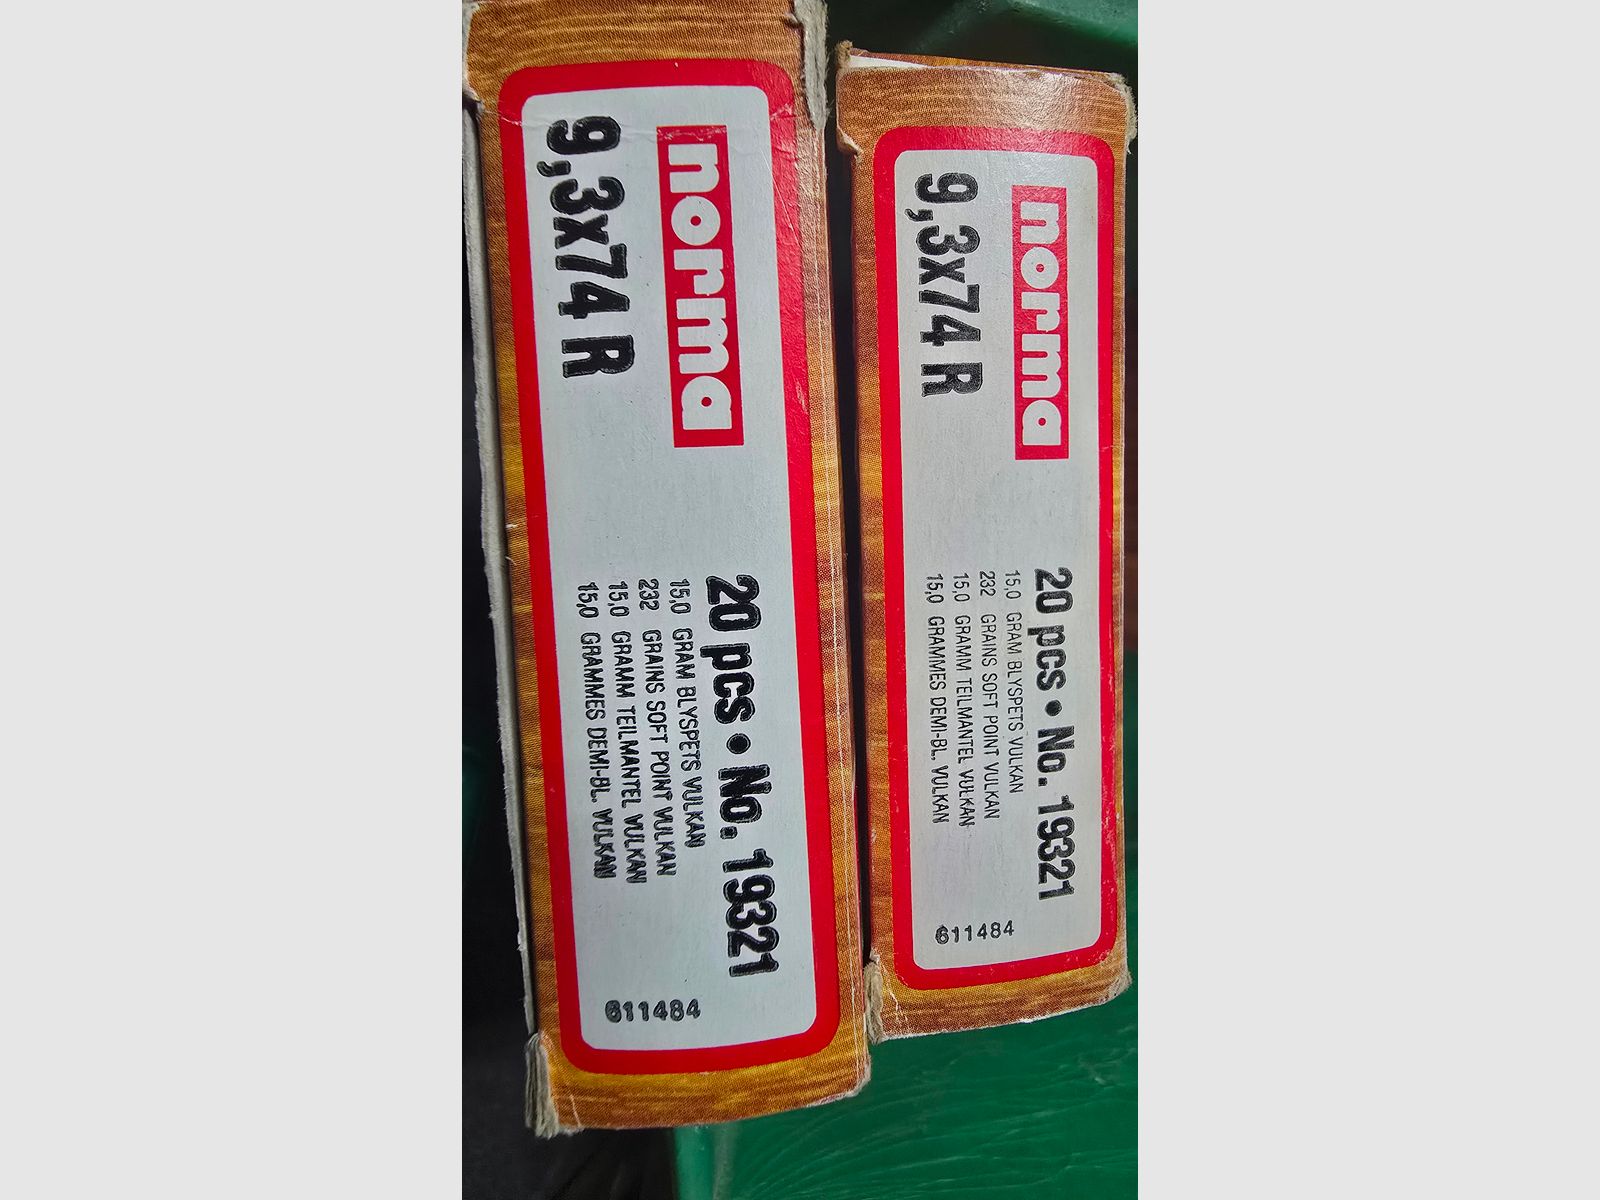 norma
9,3x74 R
20 pcs • No. 19321
15,0 GRAM BLYSPETS VULKAN
232 GRAINS SOFT POINT VULKAN
15,0 GRAMM TEILMANTEL VULKAN
15,0 GRAMMES DEMI-BL. VULKAN
611484
norma
9,3x74 R
20 pcs • No. 19321
15,0 GRAM BLYSPETS VULKAN
232 GRAINS SOFT POINT VULKAN
15,0 GRAMM TEILMANTEL VULKAN
15,0 GRAMMES DEMI-BL. VULKAN
611484